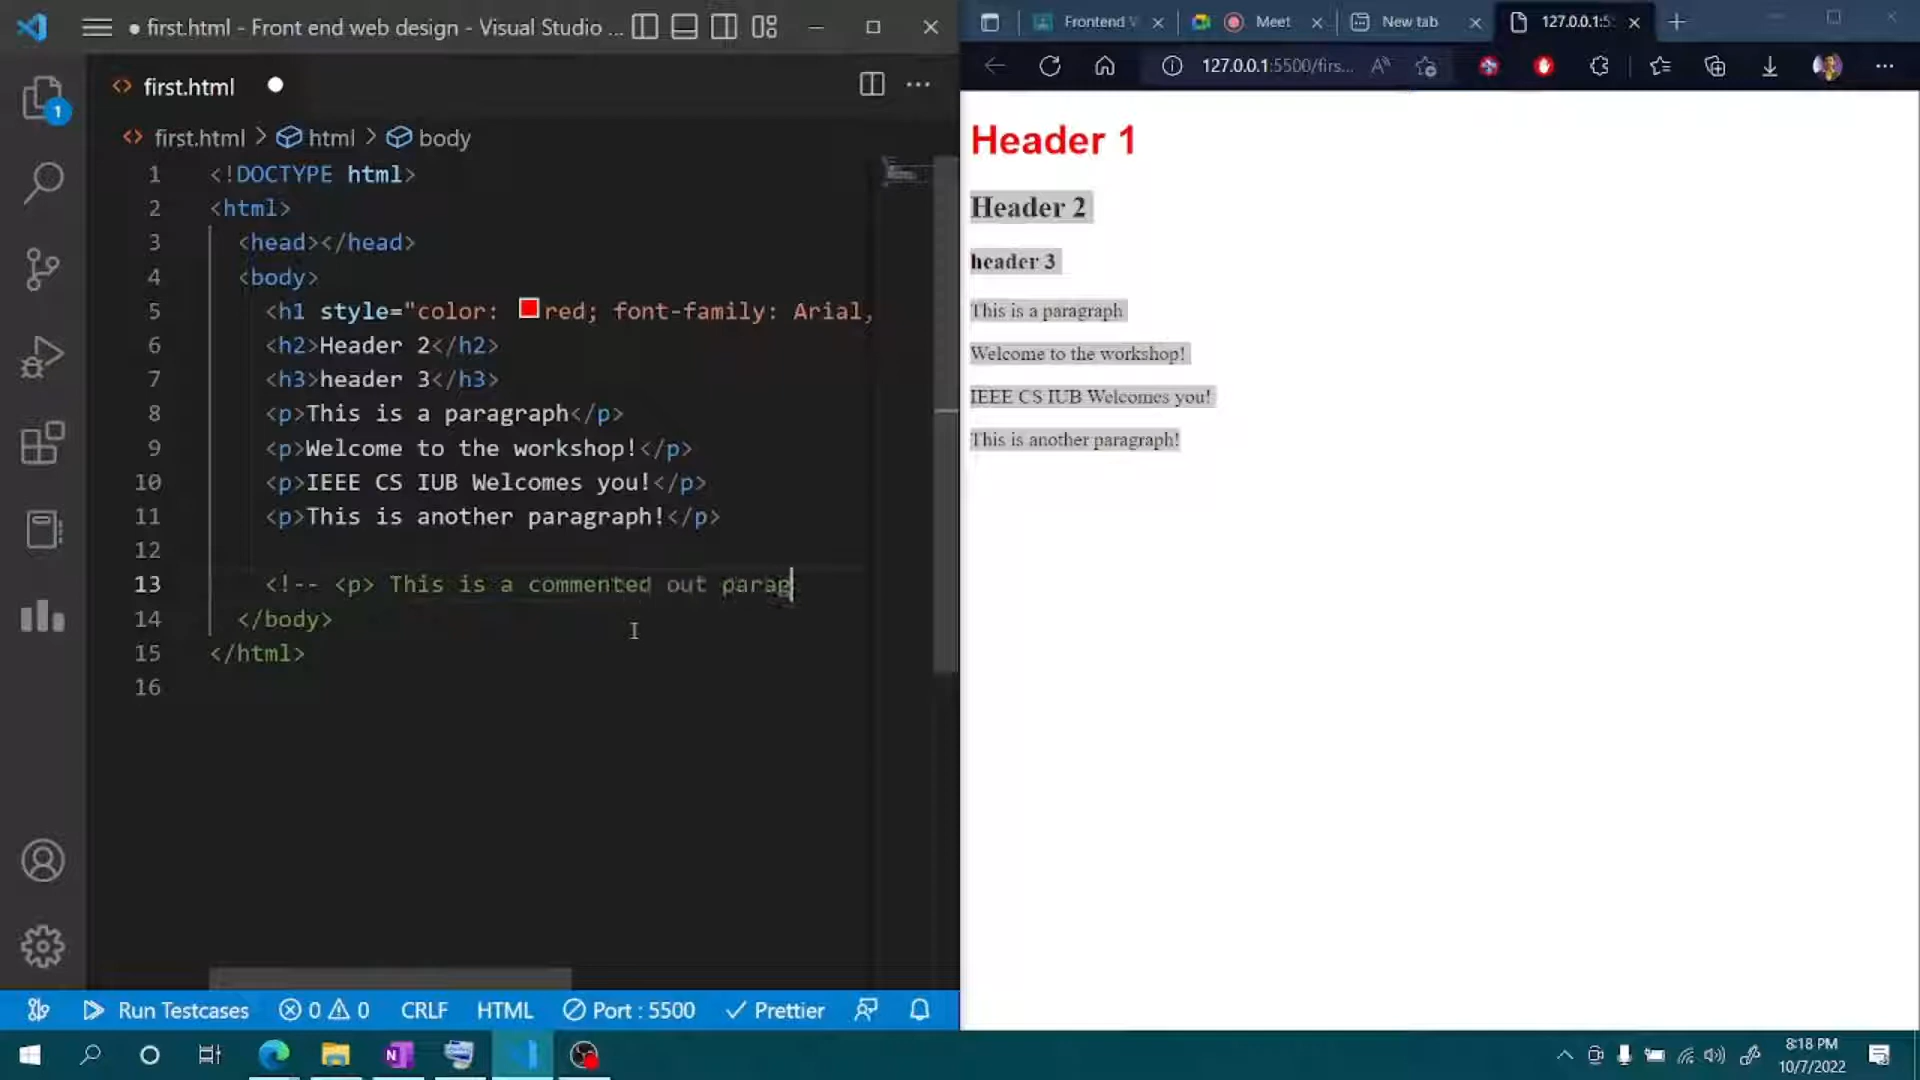 ● first.html - Front end web design - Visual Studio ...
first.html
1
first.html > html > body
1 <!DOCTYPE html>
2 <html>
3 <head></head>
4 <body>
5 <h1 style="color: red; font-family: Arial,
6 <h2>Header 2</h2>
7 <h3>header 3</h3>
8 <p>This is a paragraph</p>
9 <p>Welcome to the workshop!</p>
10 <p>IEEE CS IUB Welcomes you!</p>
11 <p>This is another paragraph!</p>
12
13 <!-- <p> This is a commented out parag
14 </body>
15 </html>
16
Run Testcases 0 0 CRLF HTML Port : 5500 Prettier
Frontend Meet New tab 127.0.0.1:5
127.0.0.1:5500/firs...
Header 1
Header 2
header 3
This is a paragraph
Welcome to the workshop!
IEEE CS IUB Welcomes you!
This is another paragraph!
8:18 PM
10/7/2022